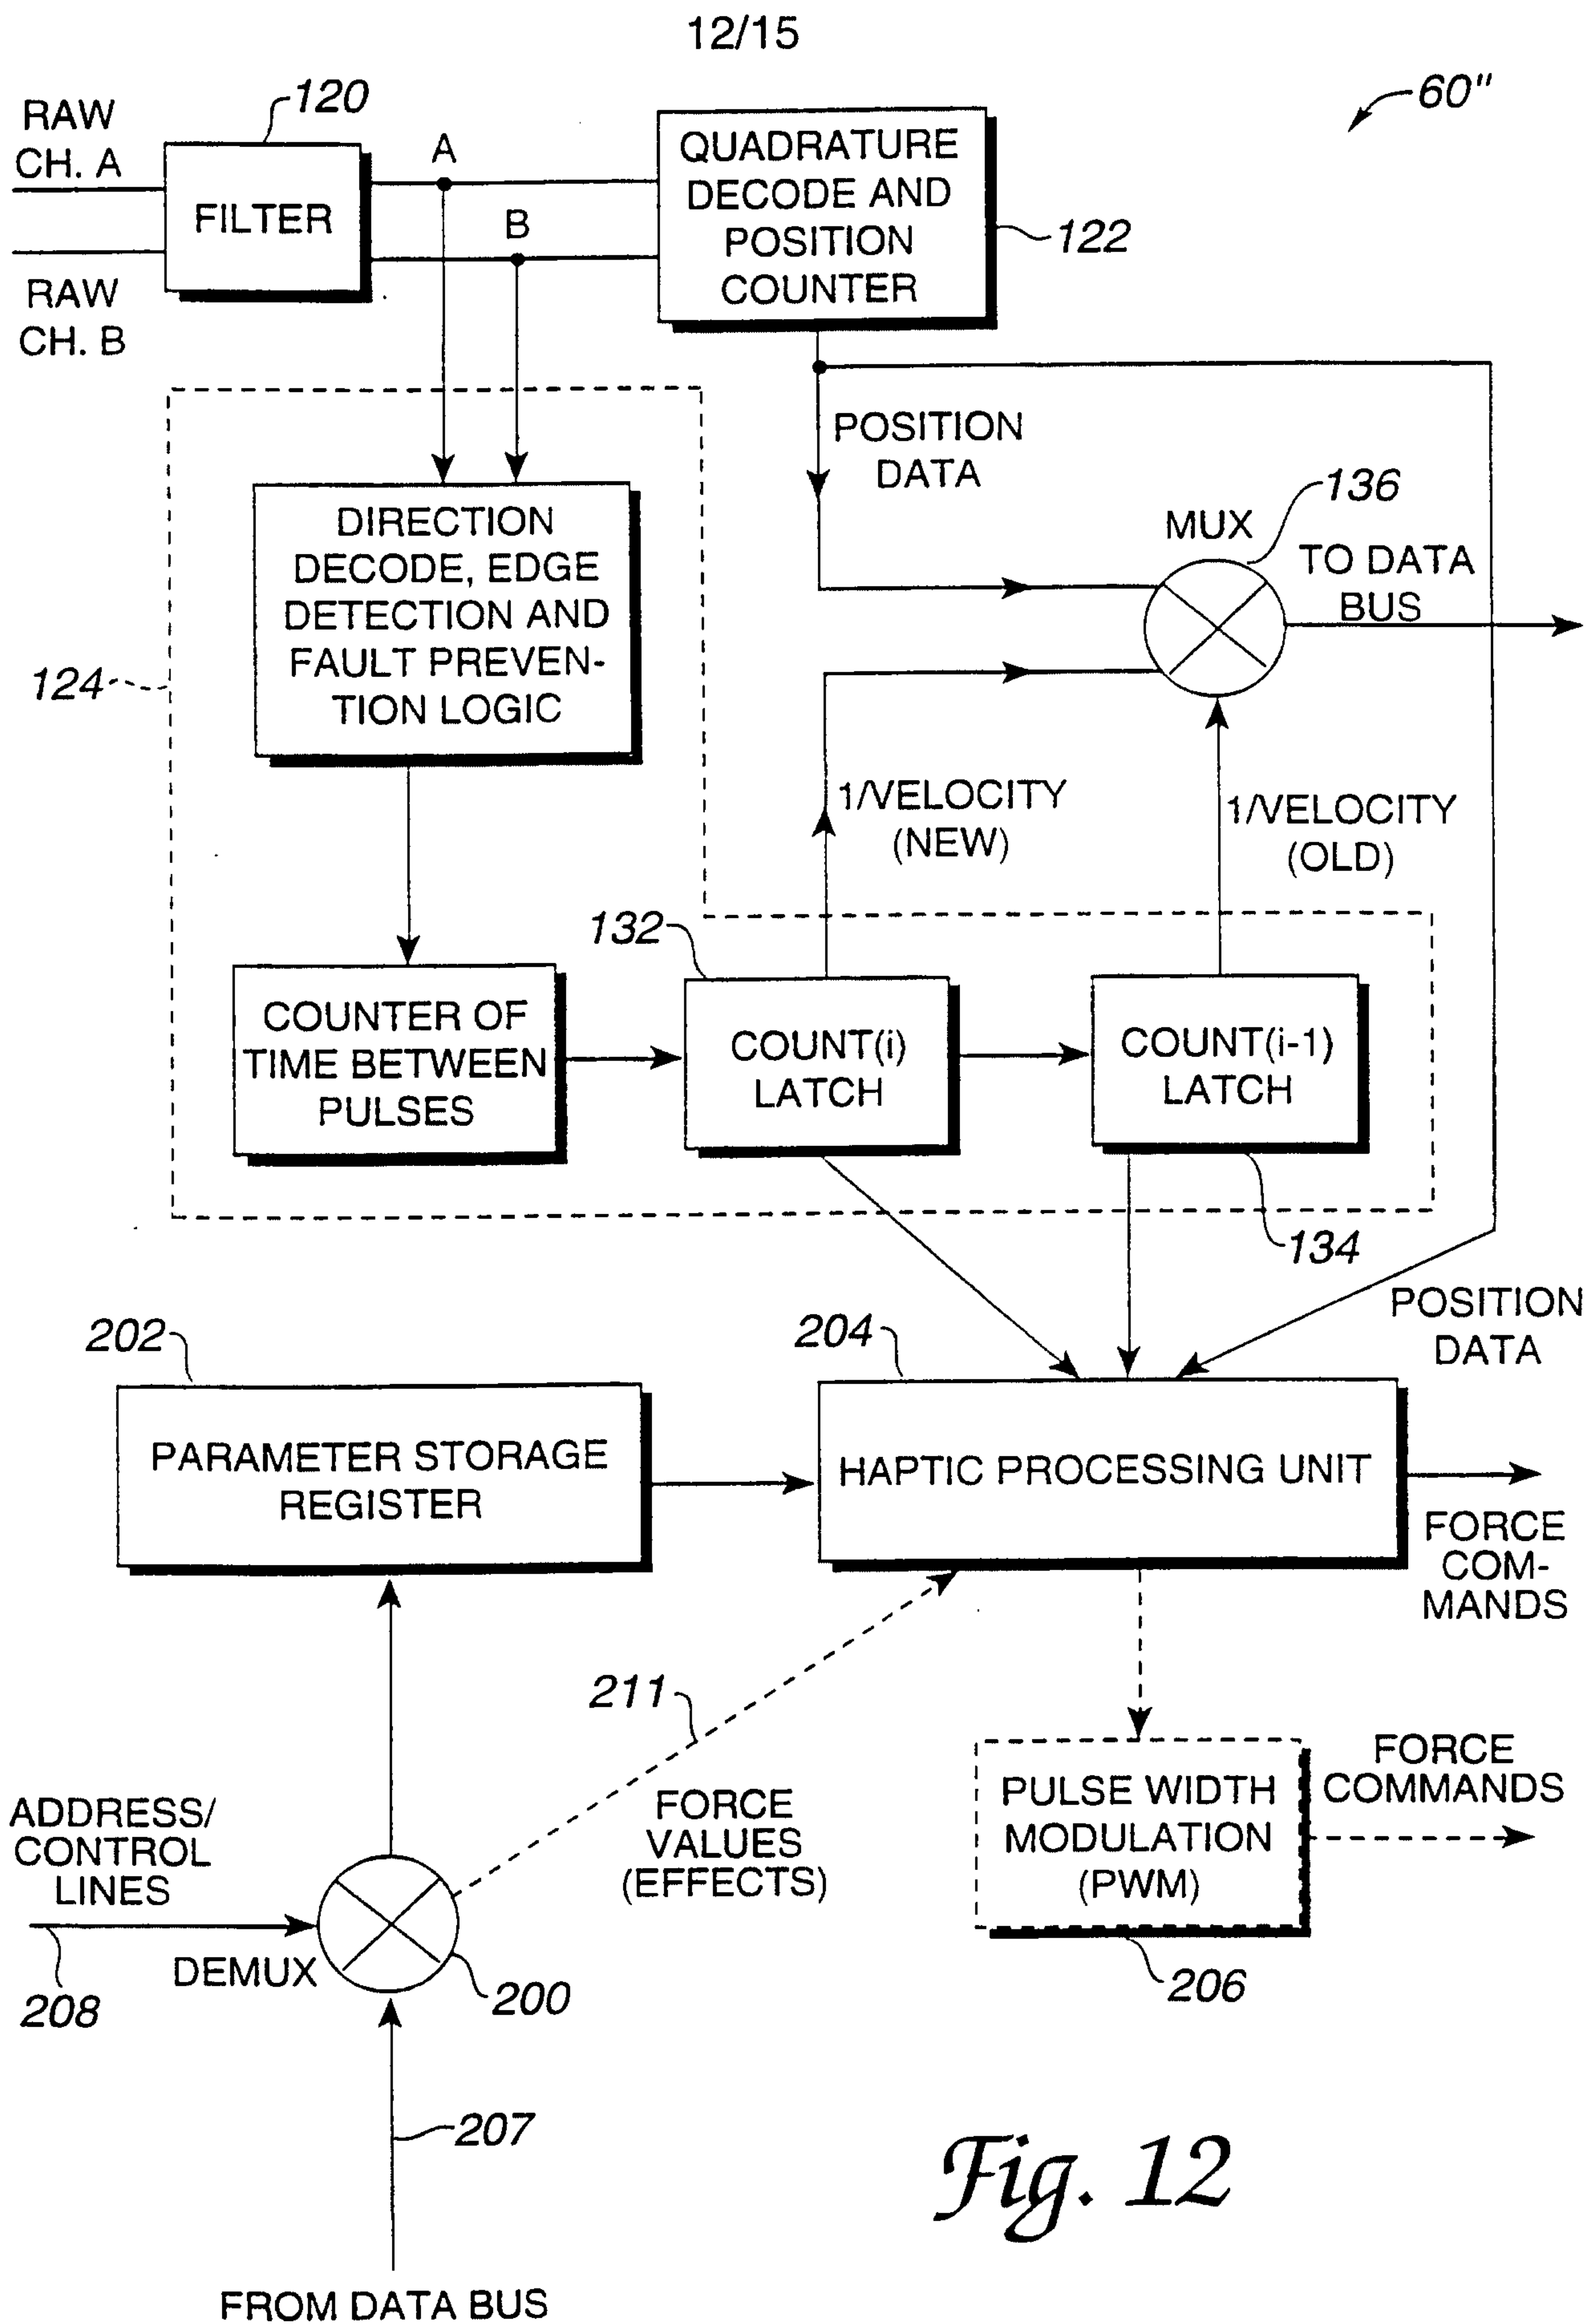 12/15
60"
RAW
CH. A
120
FILTER
RAW
CH. B
A
B
QUADRATURE
DECODE AND
POSITION
COUNTER
122
POSITION
DATA
136
MUX
TO DATA
BUS
DIRECTION
DECODE, EDGE
DETECTION AND
FAULT PREVEN-
TION LOGIC
124
1/VELOCITY
(NEW)
1/VELOCITY
(OLD)
132
COUNTER OF
TIME BETWEEN
PULSES
COUNT(i)
LATCH
COUNT(i-1)
LATCH
134
POSITION
DATA
202
PARAMETER STORAGE
REGISTER
204
HAPTIC PROCESSING UNIT
FORCE
COM-
MANDS
211
FORCE
VALUES
(EFFECTS)
PULSE WIDTH
MODULATION
(PWM)
206
FORCE
COMMANDS
ADDRESS/
CONTROL
LINES
208
DEMUX
200
207
FROM DATA BUS
Fig. 12